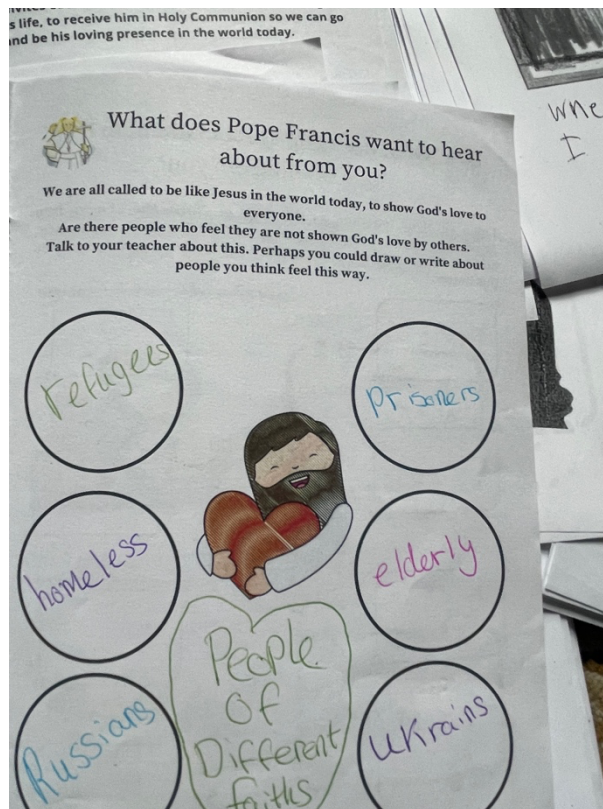 s life, to receive him in Holy Communion so we can go
and be his loving presence in the world today.
What does Pope Francis want to hear
about from you?
We are all called to be like Jesus in the world today, to show God's love to
everyone.
Are there people who feel they are not shown God's love by others.
Talk to your teacher about this. Perhaps you could draw or write about
people you think feel this way.
refugees
prisoners
homeless
elderly
Russians
People
Of
Different
faiths
UKrains
I